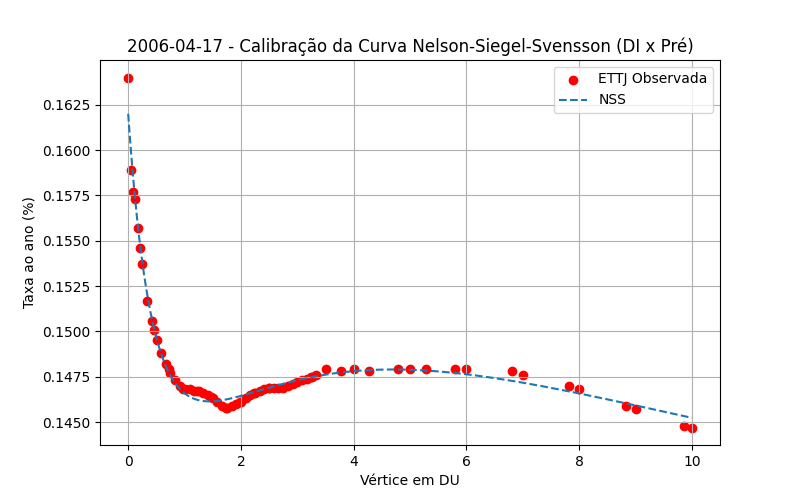 2006-04-17 - Calibração da Curva Nelson-Siegel-Svensson (DI x Pré)
ETTJ Observada
NSS
Taxa ao ano (%)
0.1625
0.1600
0.1575
0.1550
0.1525
0.1500
0.1475
0.1450
0 2 4 6 8 10
Vértice em DU